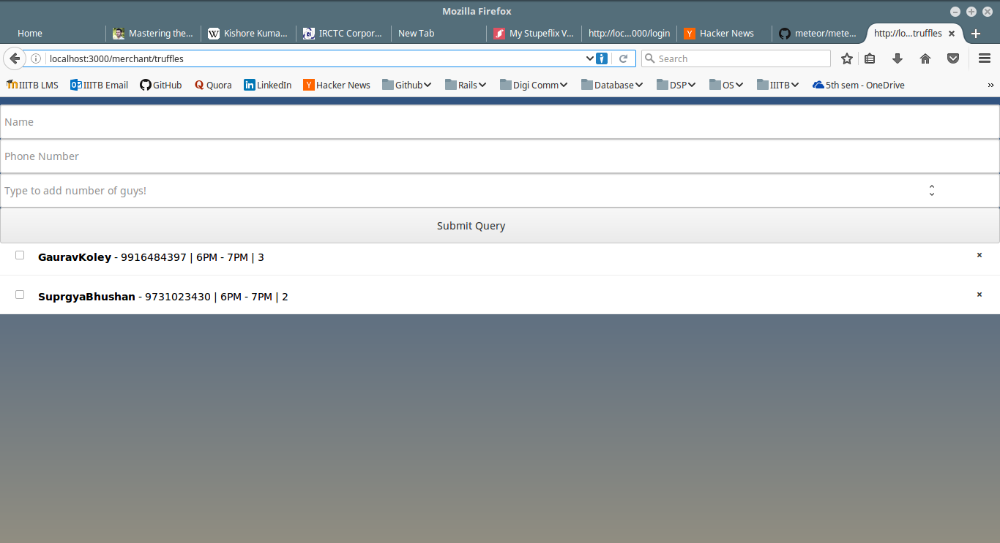 Mozilla Firefox
Home Mastering the... Kishore Kuma... IRCTC Corpor... New Tab My Stupeflix V... http://loc...000/login Hacker News meteor/mete... http://lo...truffles
localhost:3000/merchant/truffles Search
IIITB LMS IIITB Email GitHub Quora LinkedIn Hacker News Github Rails Digi Comm Database DSP OS IIITB 5th sem - OneDrive
Name
Phone Number
Type to add number of guys!
Submit Query
GauravKoley - 9916484397 | 6PM - 7PM | 3
SuprgyaBhushan - 9731023430 | 6PM - 7PM | 2